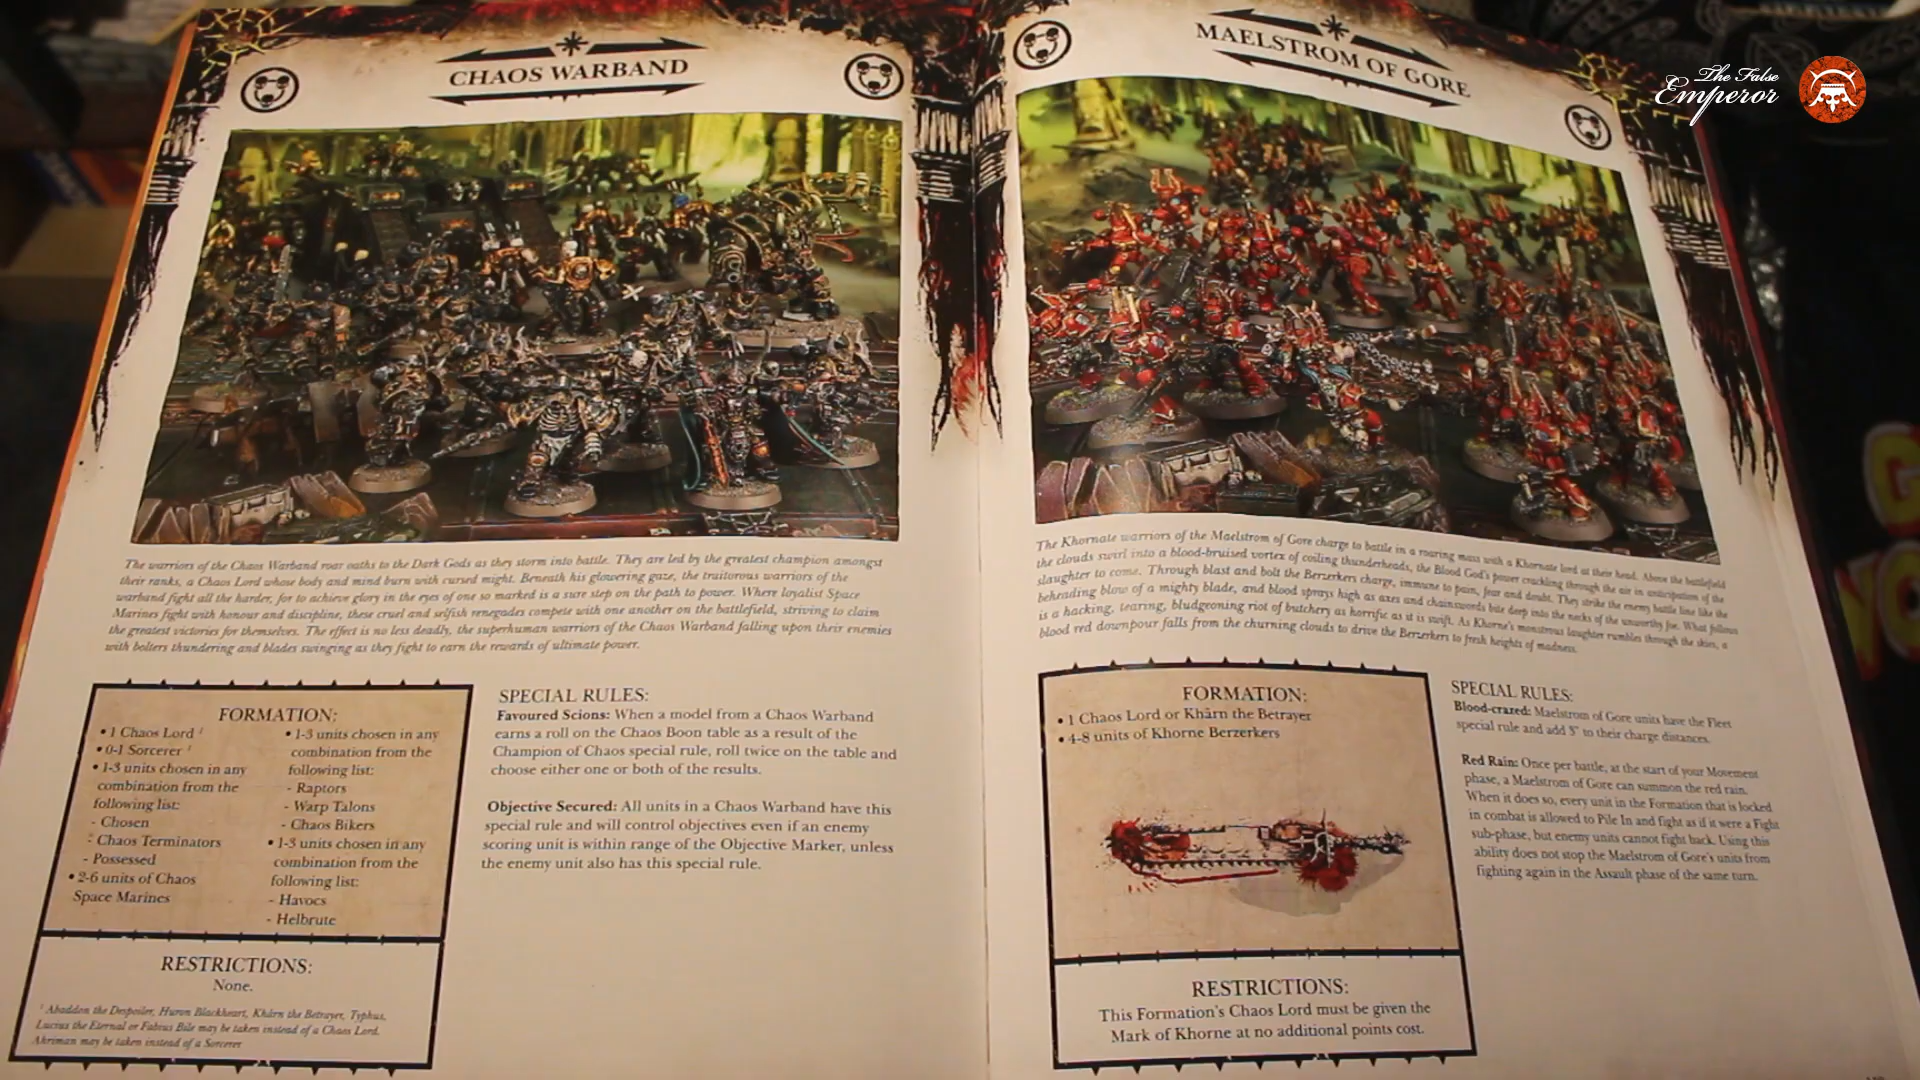 CHAOS WARBAND
The warriors of the Chaos Warband roar oaths to the Dark Gods as they storm into battle. They are led by the greatest champion amongst
their ranks, a Chaos Lord whose body and mind burn with cursed might. Beneath his glowering gaze, the traitorous warriors of the
warband fight all the harder, for to achieve glory in the eyes of one so marked is a sure step on the path to power. Where loyalist Space
Marines fight with honour and discipline, these cruel and selfish renegades compete with one another on the battlefield, striving to claim
the greatest victories for themselves. The effect is no less deadly, the superhuman warriors of the Chaos Warband falling upon their enemies
with bolters thundering and blades swinging as they fight to earn the rewards of ultimate power.
FORMATION:
• 1 Chaos Lord ¹
• 0-1 Sorcerer ¹
• 1-3 units chosen in any
combination from the
following list:
- Chosen
- Chaos Terminators
- Possessed
• 2-6 units of Chaos
Space Marines
• 1-3 units chosen in any
combination from the
following list:
- Raptors
- Warp Talons
- Chaos Bikers
• 1-3 units chosen in any
combination from the
following list:
- Havocs
- Helbrute
RESTRICTIONS:
None.
¹ Abaddon the Despoiler, Huron Blackheart, Khârn the Betrayer, Typhus,
Lucius the Eternal or Fabius Bile may be taken instead of a Chaos Lord.
Ahriman may be taken instead of a Sorcerer
SPECIAL RULES:
Favoured Scions: When a model from a Chaos Warband
earns a roll on the Chaos Boon table as a result of the
Champion of Chaos special rule, roll twice on the table and
choose either one or both of the results.
Objective Secured: All units in a Chaos Warband have this
special rule and will control objectives even if an enemy
scoring unit is within range of the Objective Marker, unless
the enemy unit also has this special rule.
MAELSTROM OF GORE
The Khornate warriors of the Maelstrom of Gore charge to battle in a roaring mass with a Khornate lord at their head. Above the battlefield
the clouds swirl into a blood-bruised vortex of coiling thunderheads, the Blood God's power crackling through the air in anticipation of the
slaughter to come. Through blast and bolt the Berzerkers charge, immune to pain, fear and doubt. They strike the enemy battle line like the
beheading blow of a mighty blade, and blood sprays high as axes and chainswords bite deep into the necks of the unworthy foe. What follows
is a hacking, tearing, bludgeoning riot of butchery as horrific as it is swift. As Khorne's monstrous laughter rumbles through the skies, a
blood red downpour falls from the churning clouds to drive the Berzerkers to fresh heights of madness.
FORMATION:
• 1 Chaos Lord or Khârn the Betrayer
• 4-8 units of Khorne Berzerkers
RESTRICTIONS:
This Formation's Chaos Lord must be given the
Mark of Khorne at no additional points cost.
SPECIAL RULES:
Blood-crazed: Maelstrom of Gore units have the Fleet
special rule and add 3" to their charge distances.
Red Rain: Once per battle, at the start of your Movement
phase, a Maelstrom of Gore can summon the red rain.
When it does so, every unit in the Formation that is locked
in combat is allowed to Pile In and fight as if it were a Fight
sub-phase, but enemy units cannot fight back. Using this
ability does not stop the Maelstrom of Gore's units from
fighting again in the Assault phase of the same turn.
The False
Emperor